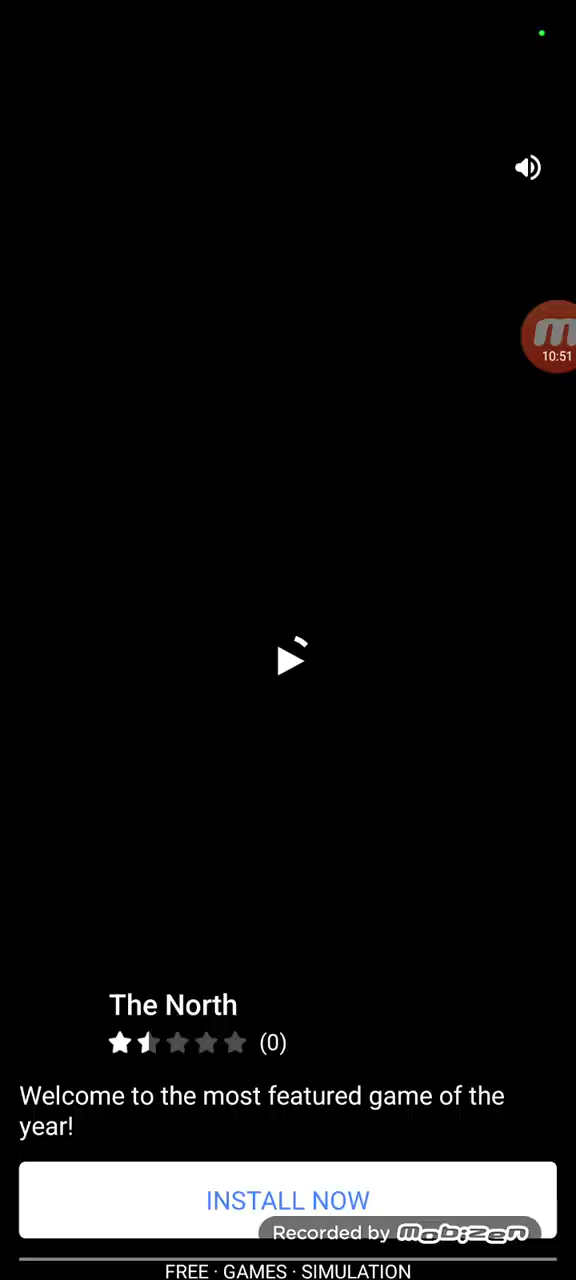 m
10:51
The North
(0)
Welcome to the most featured game of the
year!
INSTALL NOW
Recorded by mobizen
FREE · GAMES · SIMULATION